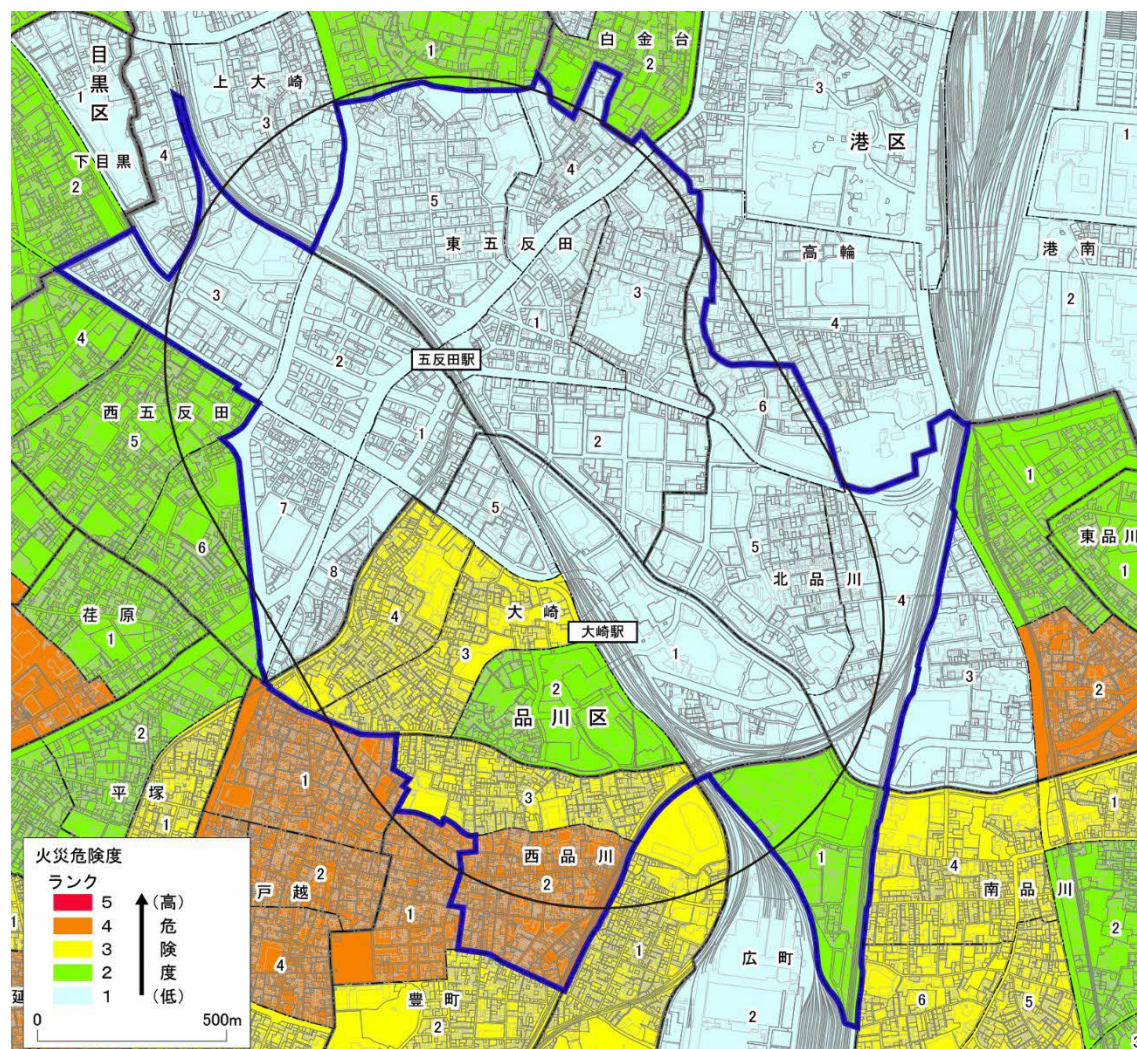 白金台
1
2
目黒区
1
上大崎
3
4
3
港区
1
下目黒
2
4
5
東五反田
高輪
港南
3
3
2
4
1
4
2
五反田駅
西五反田
5
6
1
2
1
7
5
5
東品川
1
6
8
北品川
4
荏原
1
4
大崎
大崎駅
3
1
3
2
2
品川区
2
1
3
平塚
1
1
西品川
2
1
4
南品川
戸越
2
1
2
1
4
広町
豊町
2
2
6
5
1
延
3
火災危険度
ランク
5 (高)
4 危
3 険
2 度
1 (低)
0 500m